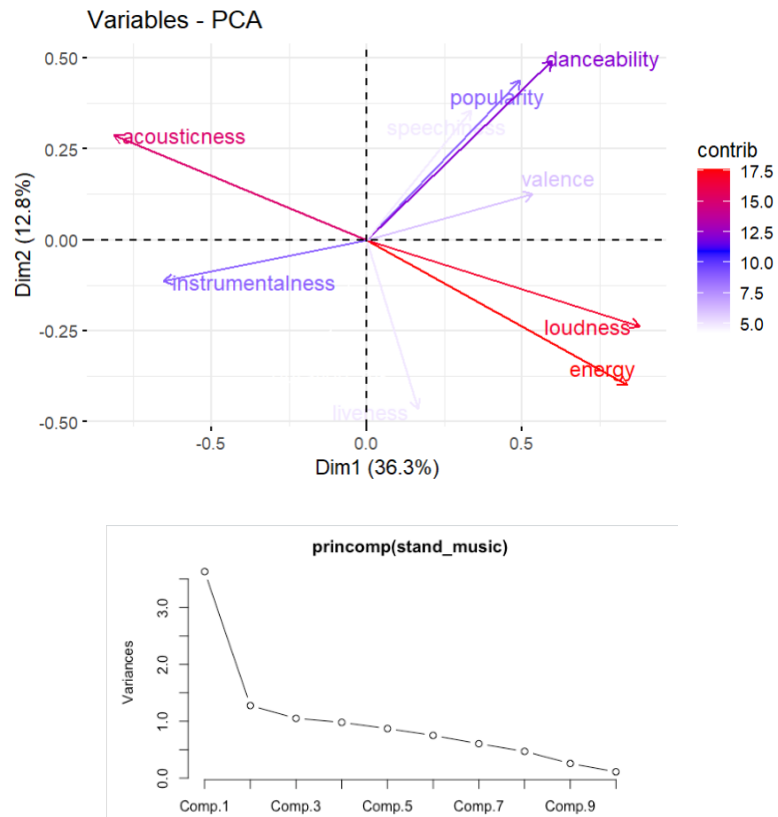 Variables - PCA
0.50
0.25
0.00
-0.25
-0.50
Dim2 (12.8%)
danceability
popularity
speechiness
acousticness
valence
instrumentalness
loudness
energy
liveness
-0.5
0.0
0.5
Dim1 (36.3%)
contrib
17.5
15.0
12.5
10.0
7.5
5.0
princomp(stand_music)
Variances
3.0
2.0
1.0
0.0
Comp.1
Comp.3
Comp.5
Comp.7
Comp.9